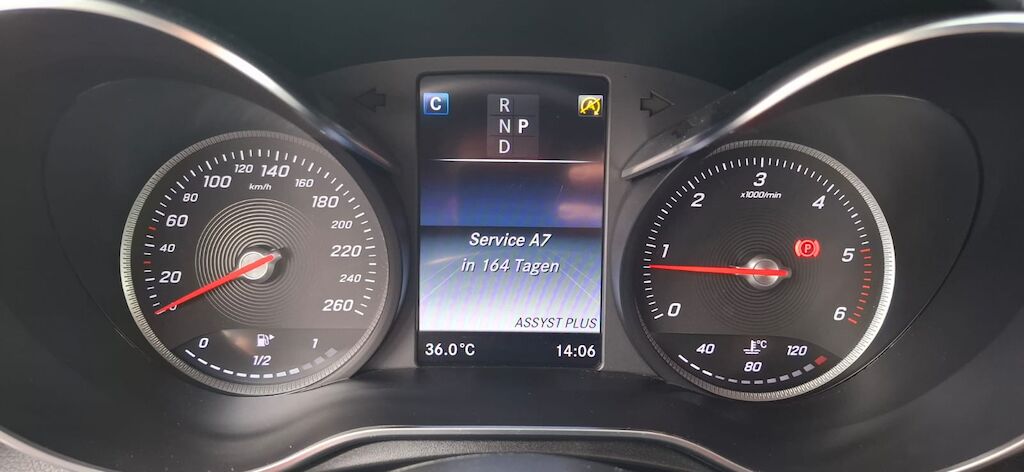 C
R
N P
D
Service A7
in 164 Tagen
ASSYST PLUS
36.0°C 14:06
0
20
40
60
80
100
120
140
160
180
200
220
240
260
km/h
0 1/2 1
0
1
2
3
4
5
6
x1000/min
P
40 80 120
°C